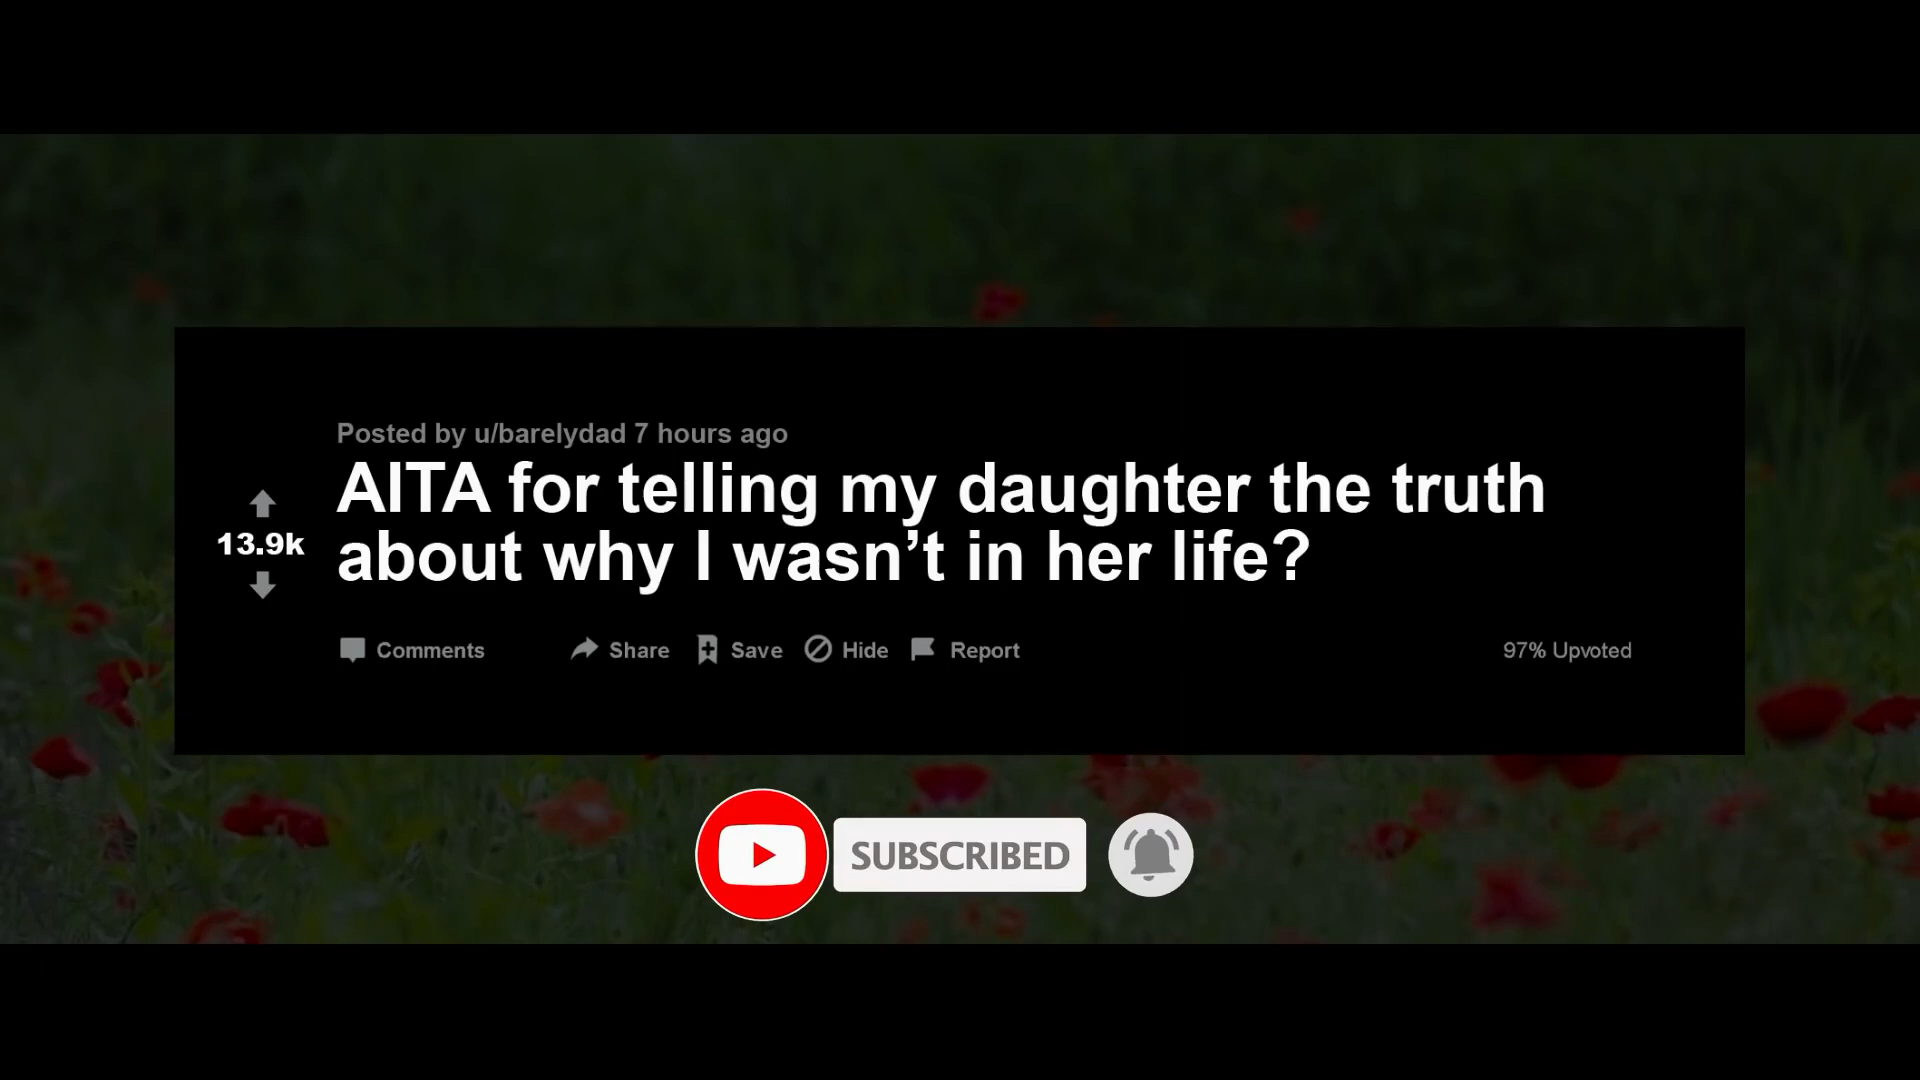 Posted by u/barelydad 7 hours ago
AITA for telling my daughter the truth
about why I wasn’t in her life?
13.9k
Comments Share Save Hide Report 97% Upvoted
SUBSCRIBED